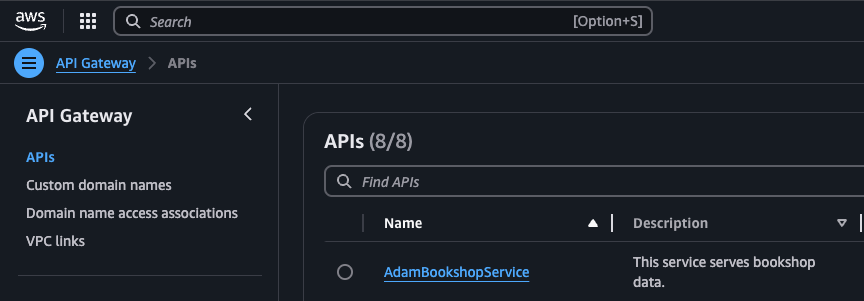 aws
Search
[Option+S]
API Gateway
APIs
API Gateway
APIs
Custom domain names
Domain name access associations
VPC links
APIs (8/8)
Find APIs
Name
Description
AdamBookshopService
This service serves bookshop
data.